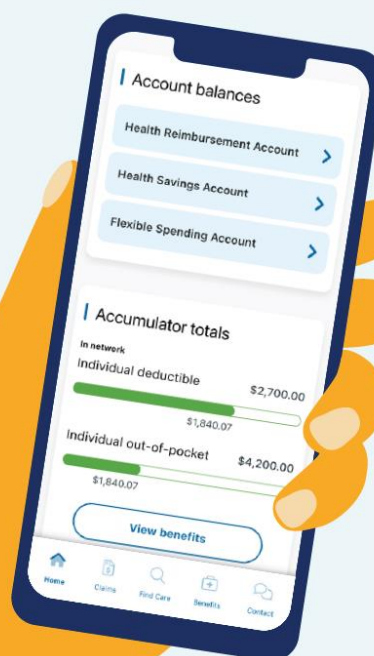 Account balances
Health Reimbursement Account
Health Savings Account
Flexible Spending Account
Accumulator totals
In network
Individual deductible
$2,700.00
$1,840.07
Individual out-of-pocket
$4,200.00
$1,840.07
View benefits
Home
Claims
Find Care
Benefits
Contact